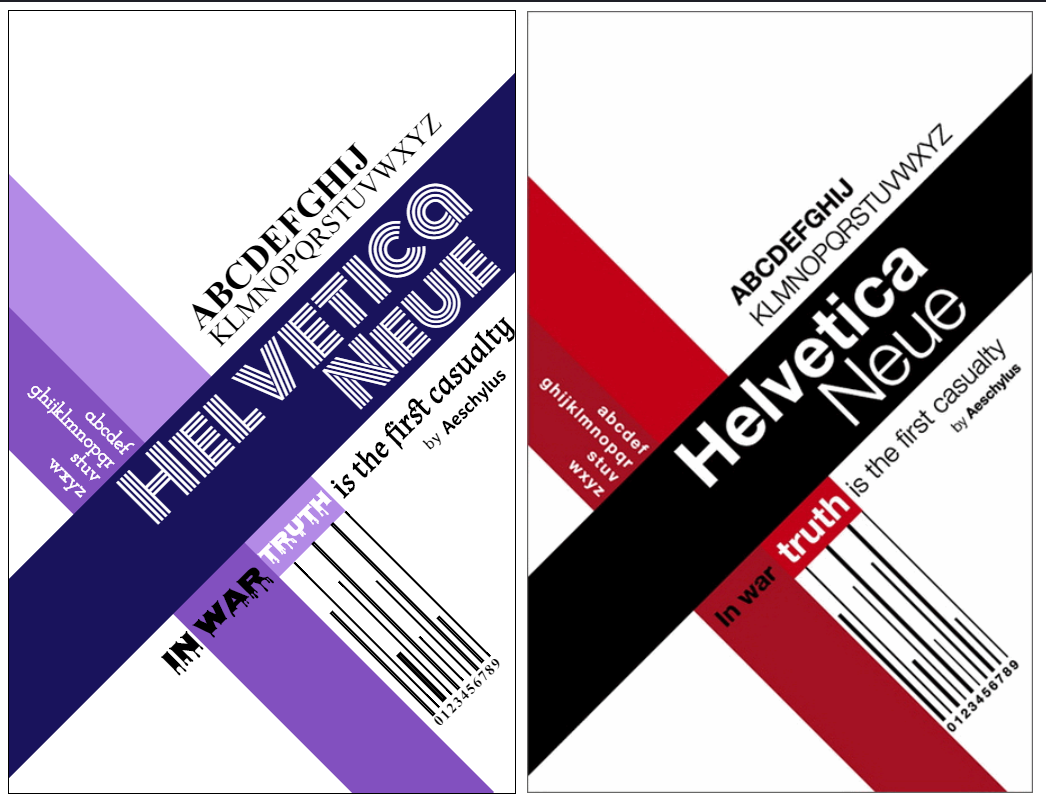 ABCDEFGHIJ
KLMNOPQRSTUVWXYZ
HELVETICA
NEUE
abcdef
ghijklmnopqr
stuv
wxyz
is the first casualty
by Aeschylus
TRYTH
IN WAR
0123456789
ABCDEFGHIJ
KLMNOPQRSTUVWXYZ
Helvetica
Neue
abcdef
ghijklmnopqr
stuv
wxyz
is the first casualty
by Aeschylus
truth
In war
0123456789